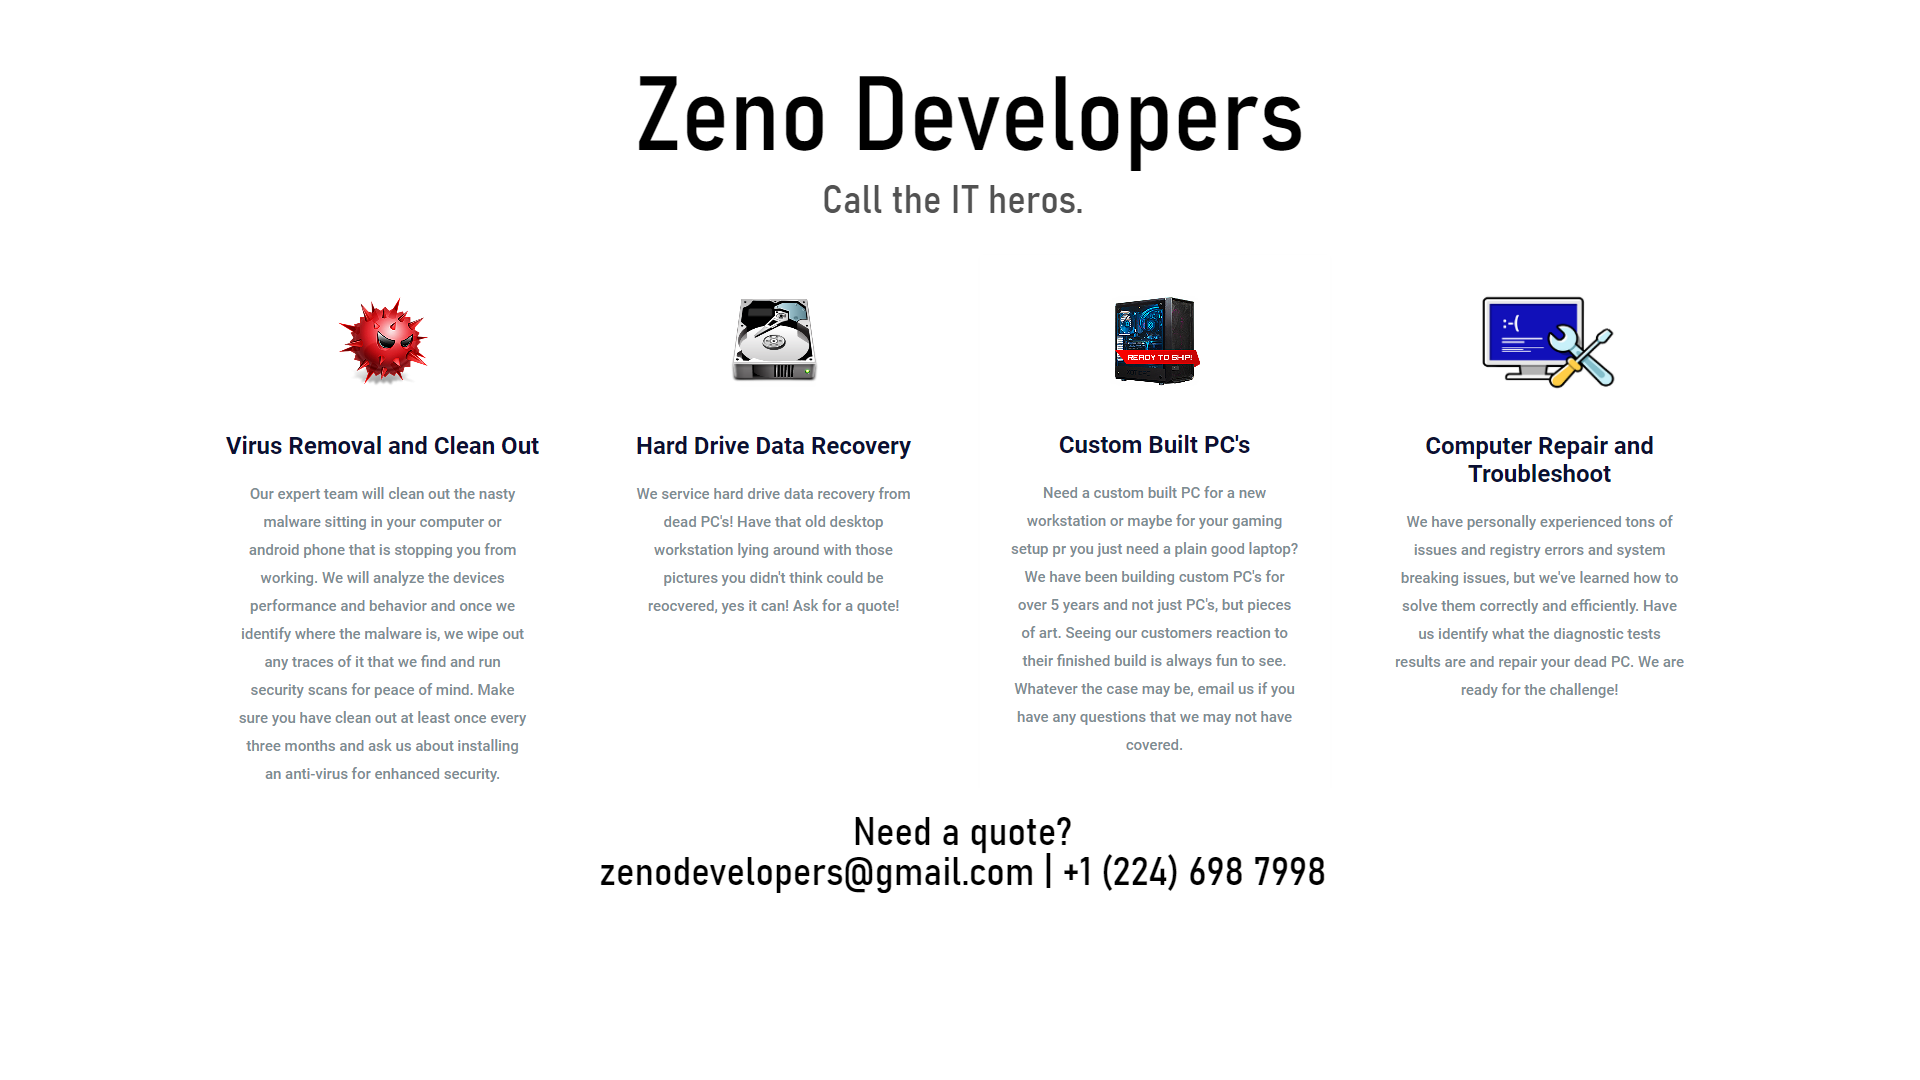 Zeno Developers
Call the IT heros.
:-(
READY TO SHIP!
Virus Removal and Clean Out
Our expert team will clean out the nasty
malware sitting in your computer or
android phone that is stopping you from
working. We will analyze the devices
performance and behavior and once we
identify where the malware is, we wipe out
any traces of it that we find and run
security scans for peace of mind. Make
sure you have clean out at least once every
three months and ask us about installing
an anti-virus for enhanced security.
Hard Drive Data Recovery
We service hard drive data recovery from
dead PC's! Have that old desktop
workstation lying around with those
pictures you didn't think could be
reocvered, yes it can! Ask for a quote!
Custom Built PC's
Need a custom built PC for a new
workstation or maybe for your gaming
setup pr you just need a plain good laptop?
We have been building custom PC's for
over 5 years and not just PC's, but pieces
of art. Seeing our customers reaction to
their finished build is always fun to see.
Whatever the case may be, email us if you
have any questions that we may not have
covered.
Computer Repair and
Troubleshoot
We have personally experienced tons of
issues and registry errors and system
breaking issues, but we've learned how to
solve them correctly and efficiently. Have
us identify what the diagnostic tests
results are and repair your dead PC. We are
ready for the challenge!
Need a quote?
zenodevelopers@gmail.com | +1 (224) 698 7998